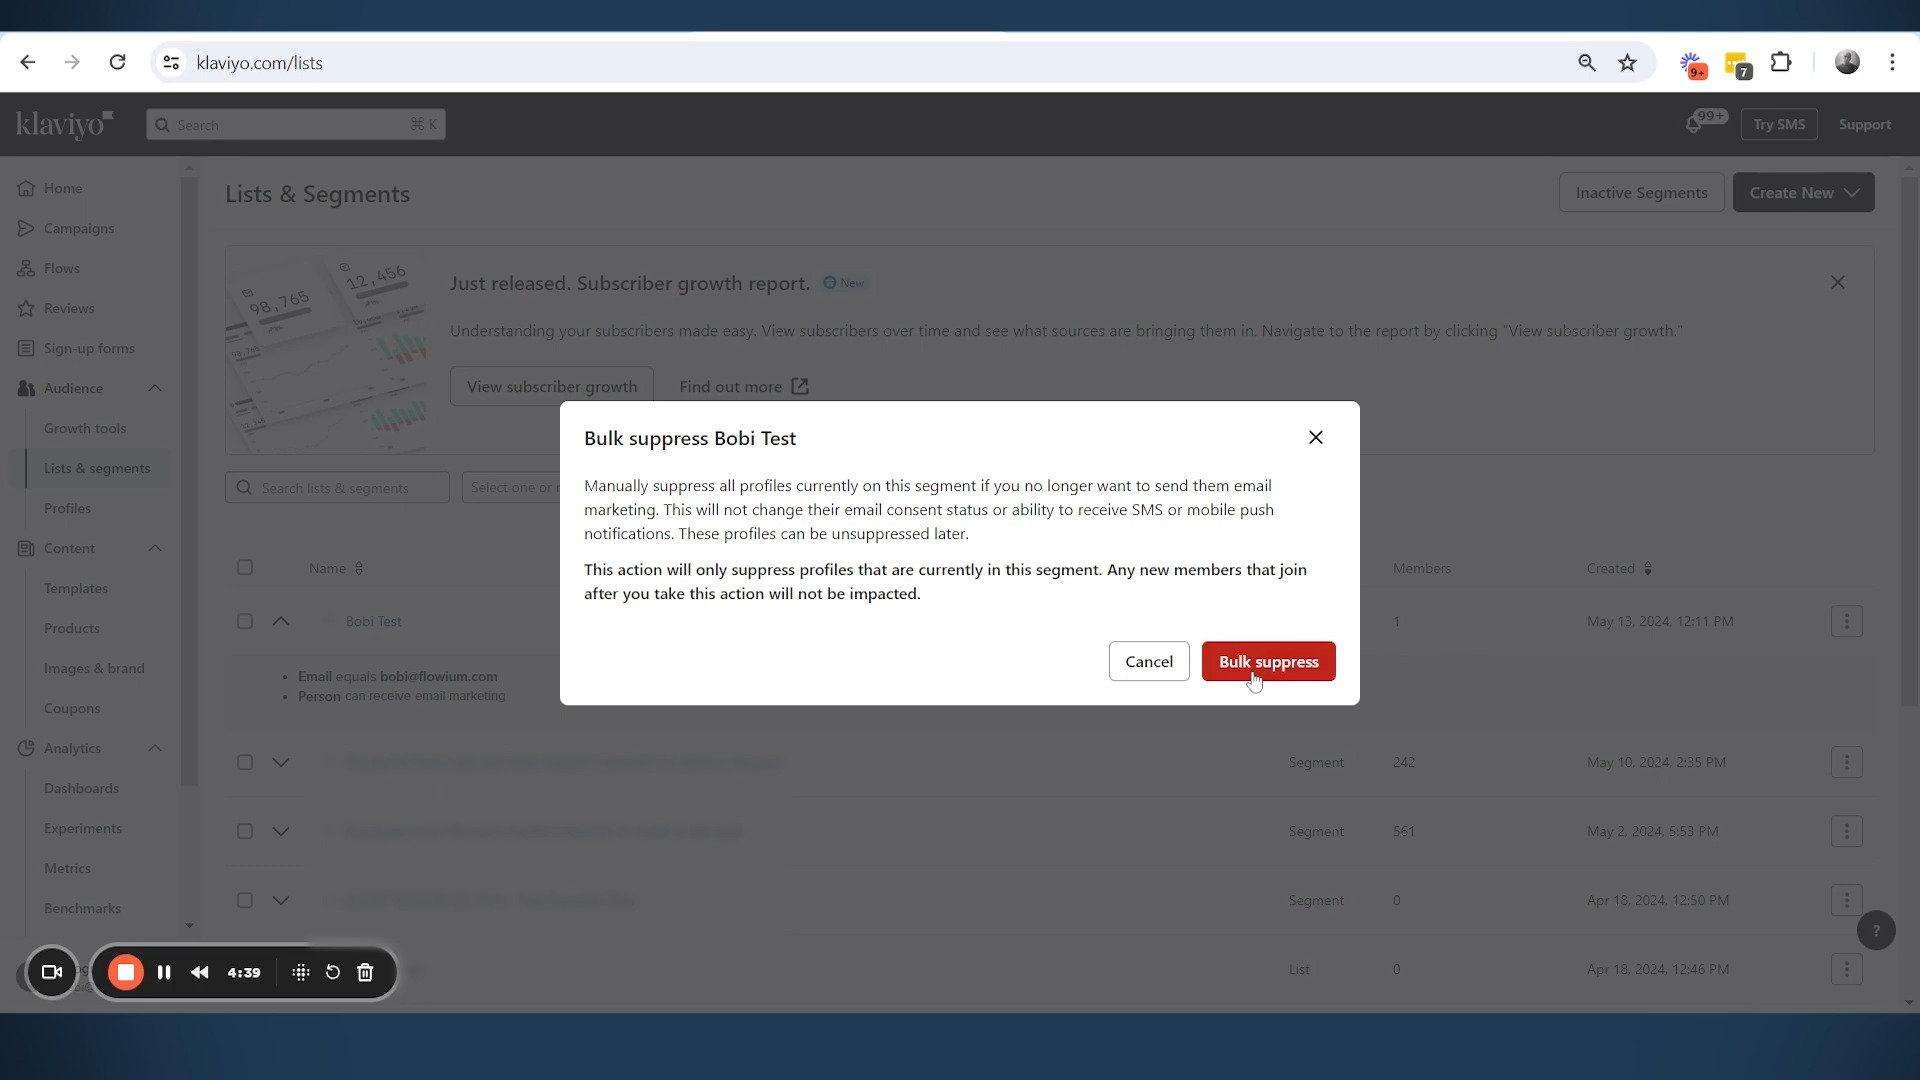 klaviyo.com/lists
9+
7
klaviyo
Search
⌘ K
99+
Try SMS
Support
Home
Campaigns
Flows
Reviews
Sign-up forms
Audience
Growth tools
Lists & segments
Profiles
Content
Templates
Products
Images & brand
Coupons
Analytics
Dashboards
Experiments
Metrics
Benchmarks
Lists & Segments
Inactive Segments
Create New
98,765
12,456
Just released. Subscriber growth report.
New
Understanding your subscribers made easy. View subscribers over time and see what sources are bringing them in. Navigate to the report by clicking "View subscriber growth."
View subscriber growth
Find out more
Search lists & segments
Select one or
Bulk suppress Bobi Test
Manually suppress all profiles currently on this segment if you no longer want to send them email
marketing. This will not change their email consent status or ability to receive SMS or mobile push
notifications. These profiles can be unsuppressed later.
This action will only suppress profiles that are currently in this segment. Any new members that join
after you take this action will not be impacted.
Cancel
Bulk suppress
Name
Members
Created
Bobi Test
1
May 13, 2024, 12:11 PM
• Email equals bobi@flowium.com
• Person can receive email marketing
Segment
242
May 10, 2024, 2:35 PM
Segment
561
May 2, 2024, 5:53 PM
Segment
0
Apr 18, 2024, 12:50 PM
List
0
Apr 18, 2024, 12:46 PM
?
4:39